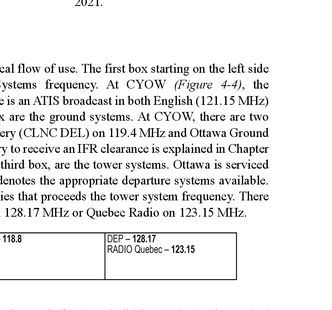 2021.
cal flow of use. The first box starting on the left side
Systems frequency. At CYOW (Figure 4-4), the
e is an ATIS broadcast in both English (121.15 MHz)
x are the ground systems. At CYOW, there are two
ery (CLNC DEL) on 119.4 MHz and Ottawa Ground
ry to receive an IFR clearance is explained in Chapter
third box, are the tower systems. Ottawa is serviced
denotes the appropriate departure systems available.
ies that proceeds the tower system frequency. There
128.17 MHz or Quebec Radio on 123.15 MHz.
118.8
DEP – 128.17
RADIO Quebec – 123.15